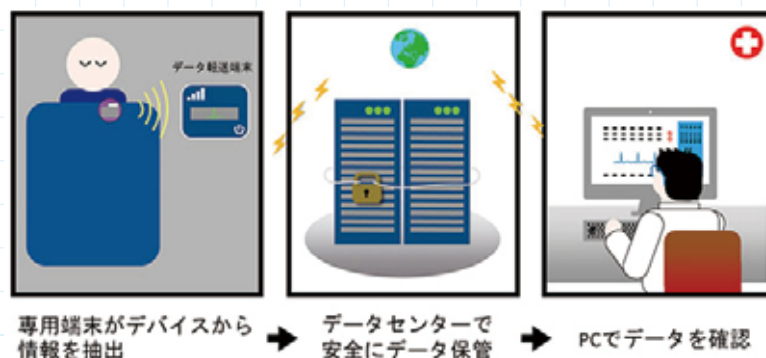 データ転送端末
専用端末がデバイスから
情報を抽出
データセンターで
安全にデータ保管
PCでデータを確認